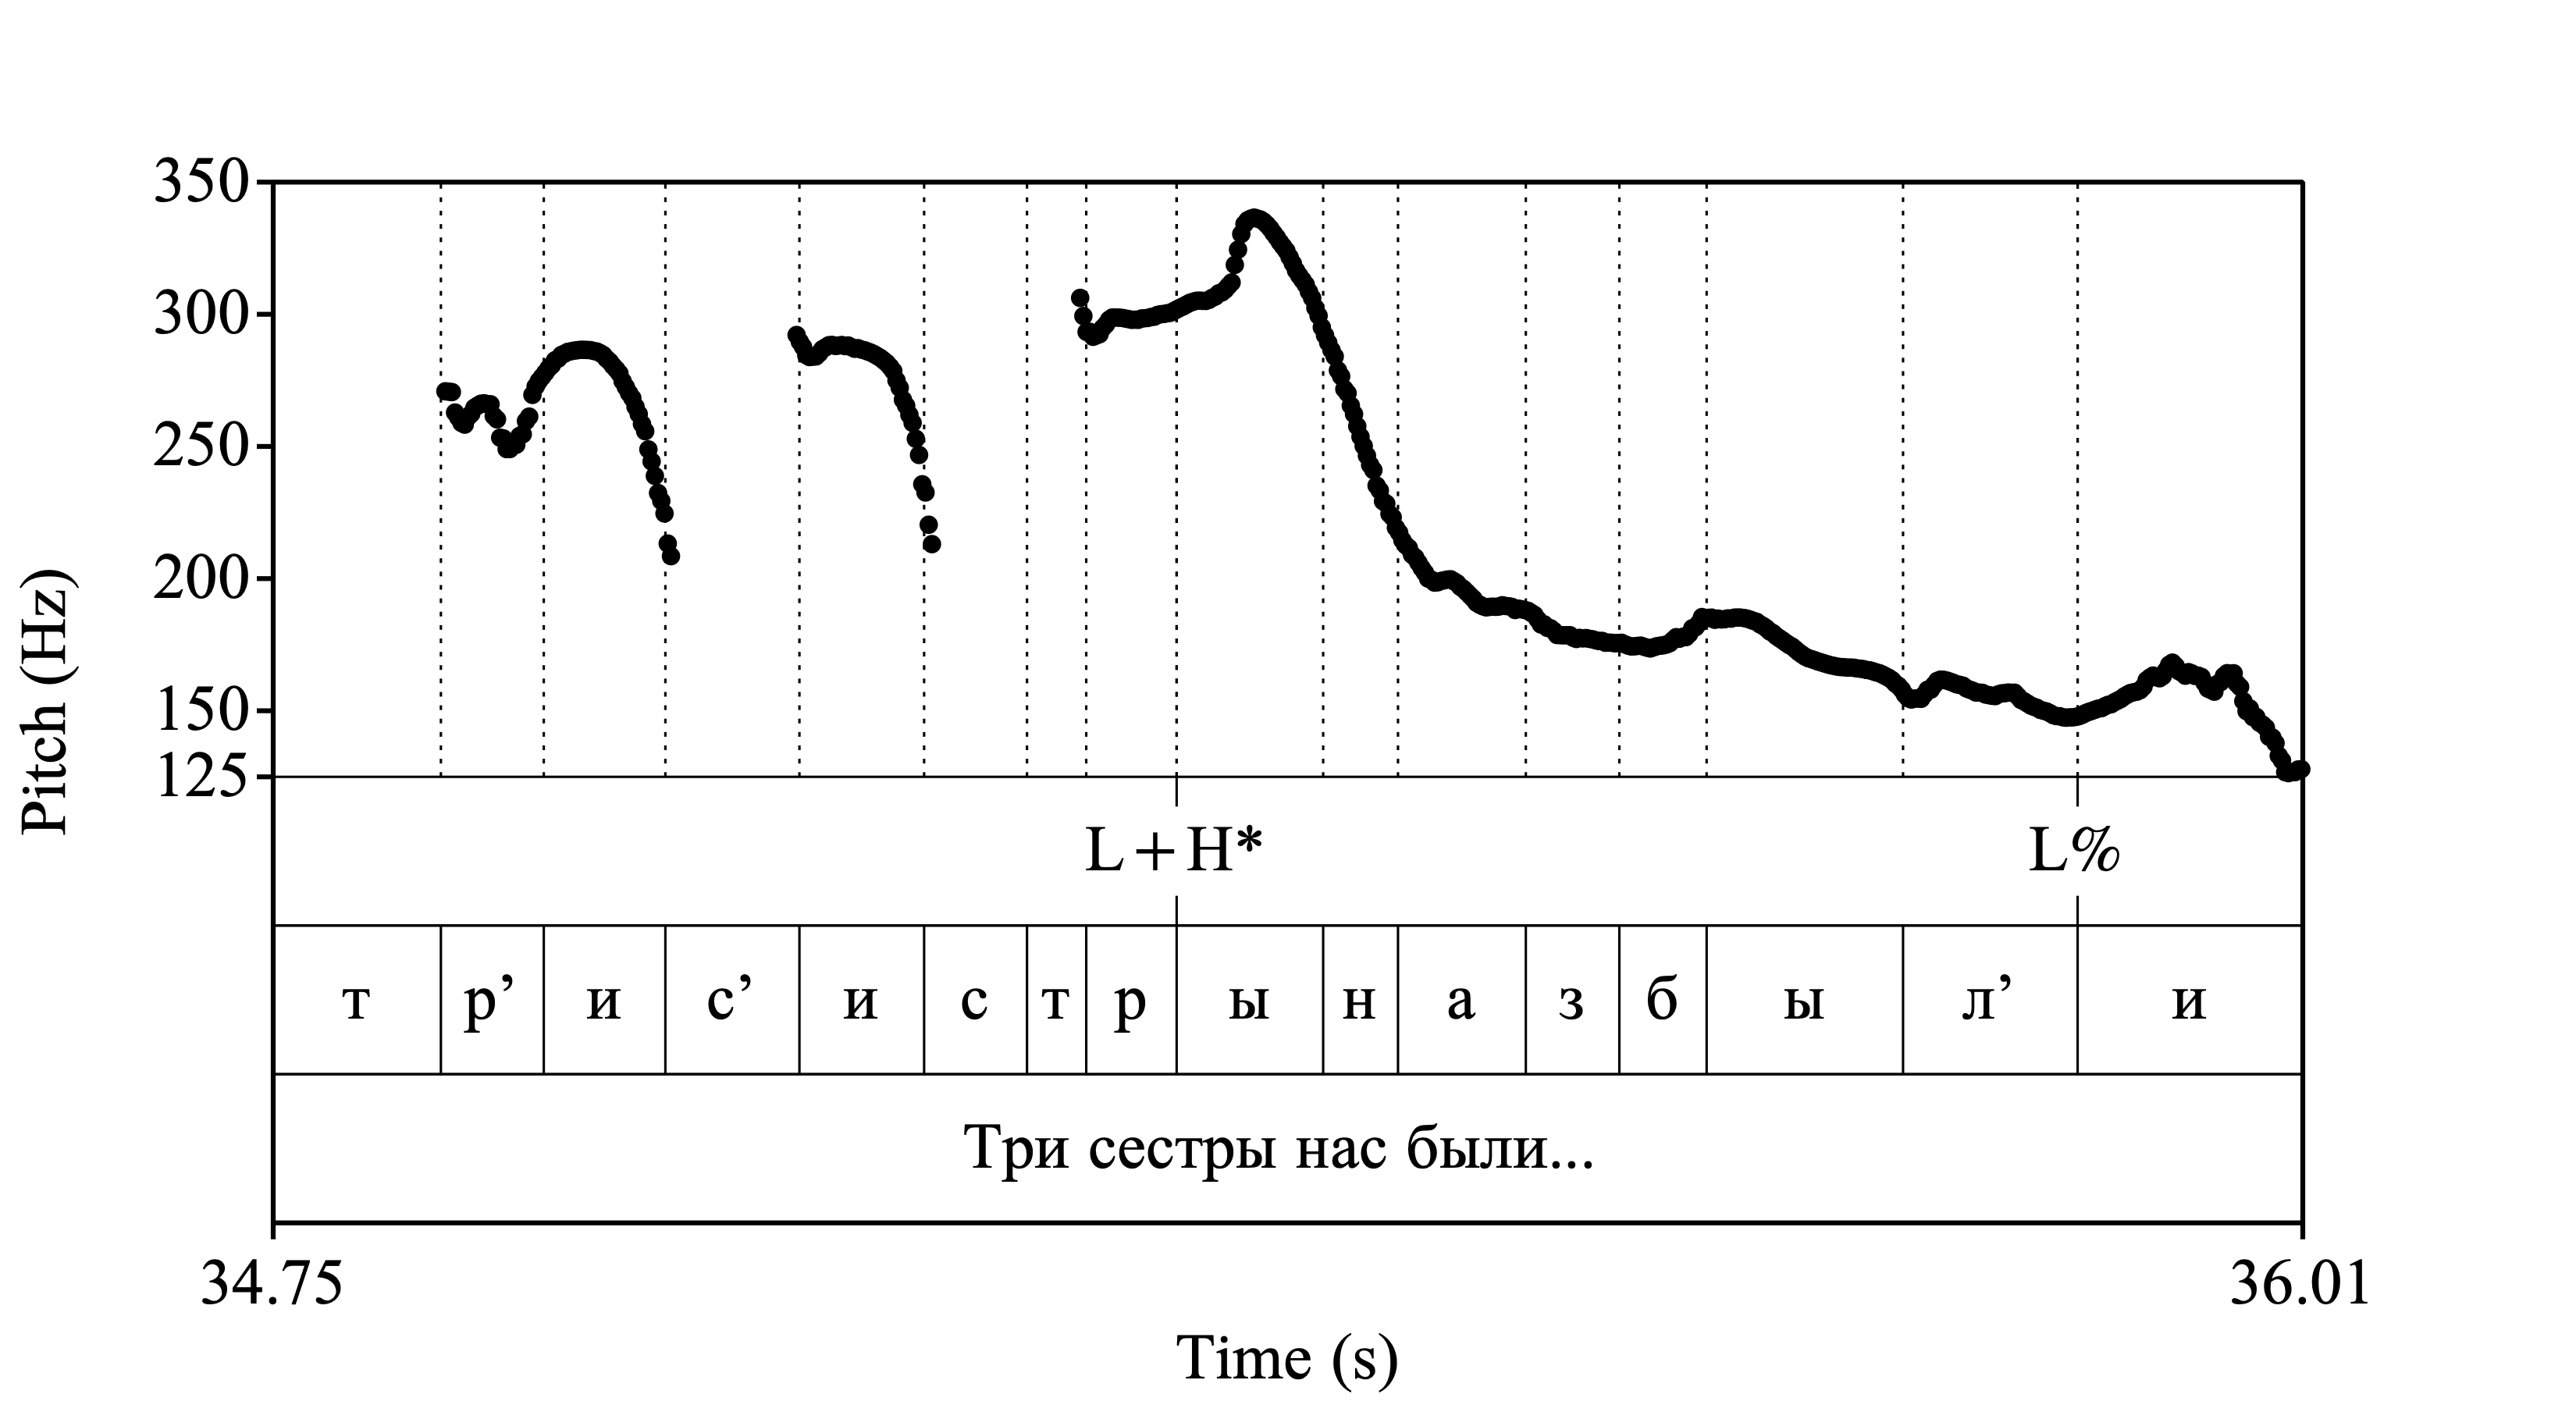 350
300
250
200
150
125
Pitch (Hz)
L+H* L%
т р’ и с’ и с т р ы н а з б ы л’ и
Три сестры нас были...
34.75 36.01
Time (s)